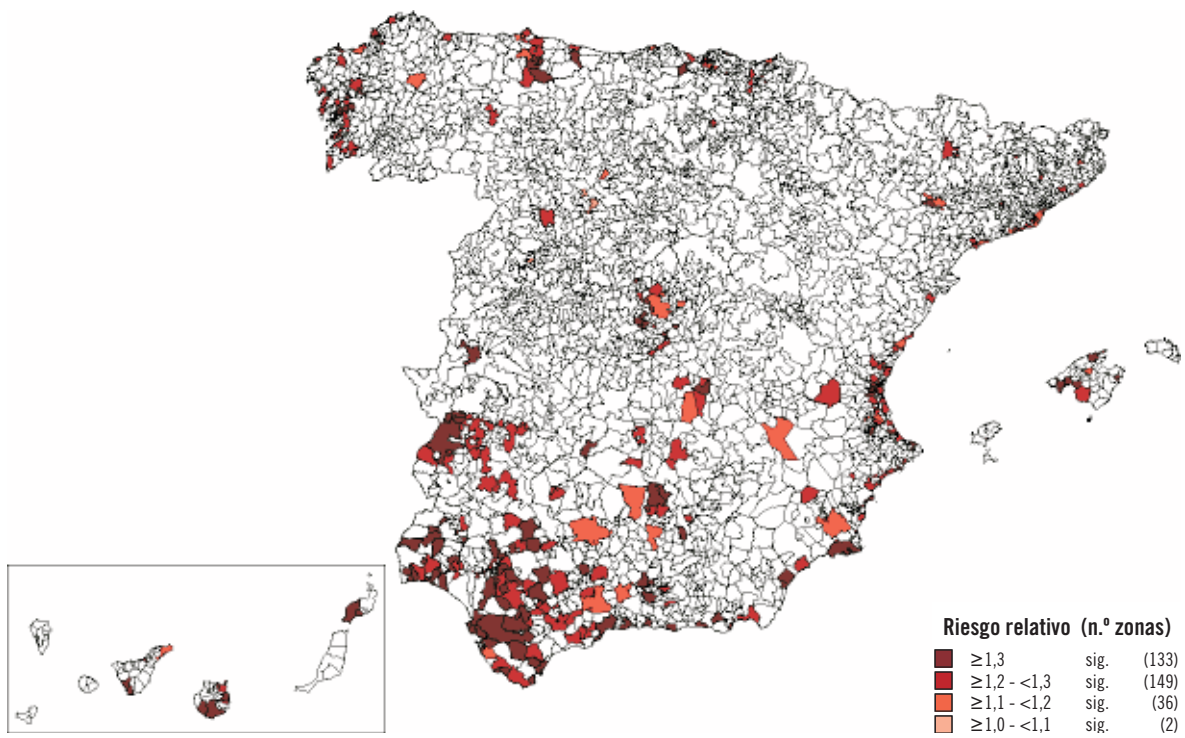 Riesgo relativo (n.º zonas)
≥1,3 sig. (133)
≥1,2 - <1,3 sig. (149)
≥1,1 - <1,2 sig. (36)
≥1,0 - <1,1 sig. (2)